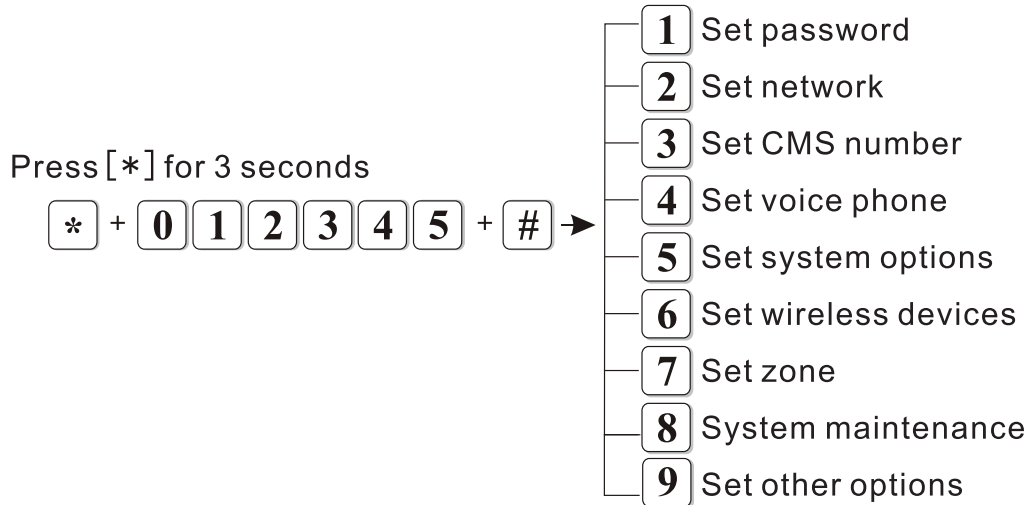 1 Set password
2 Set network
3 Set CMS number
Press [*] for 3 seconds
4 Set voice phone
* + 0 1 2 3 4 5 + #
5 Set system options
6 Set wireless devices
7 Set zone
8 System maintenance
9 Set other options